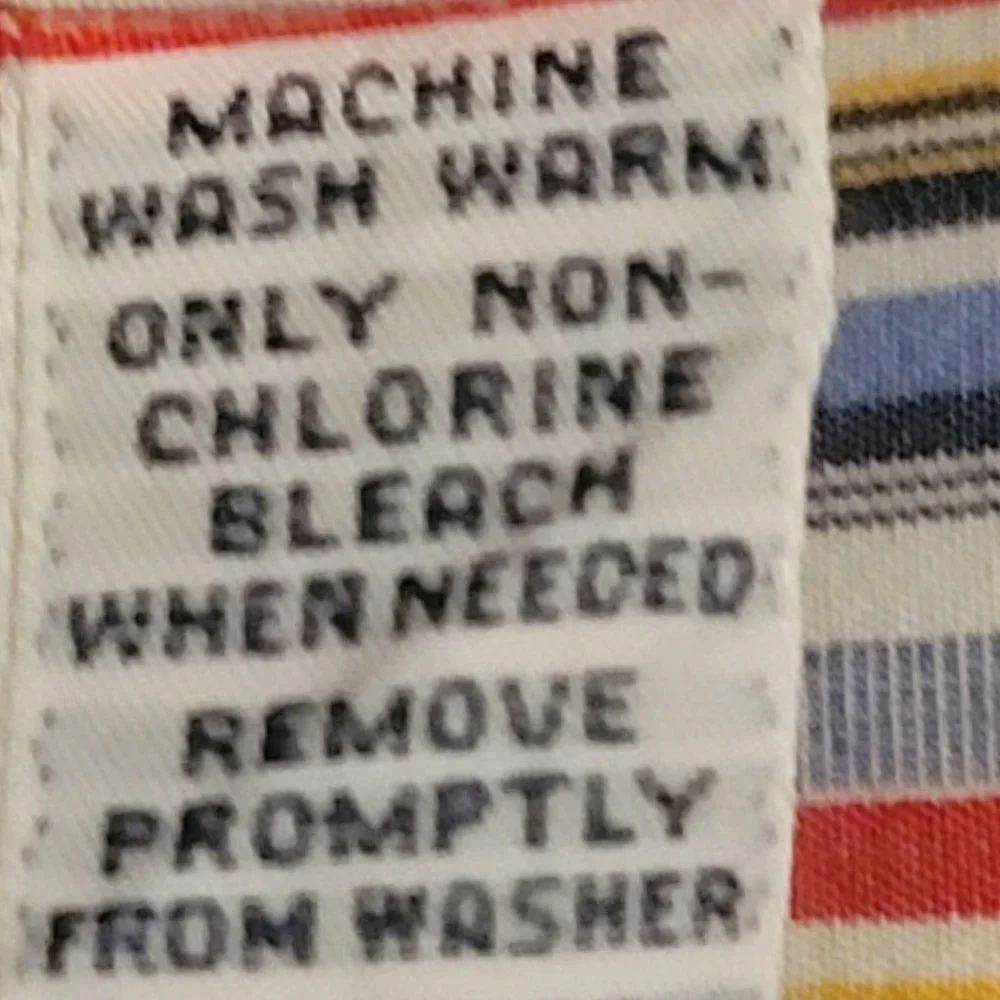 MACHINE
WASH WARM
ONLY NON-
CHLORINE
BLEACH
WHEN NEEDED
REMOVE
PROMPTLY
FROM WASHER